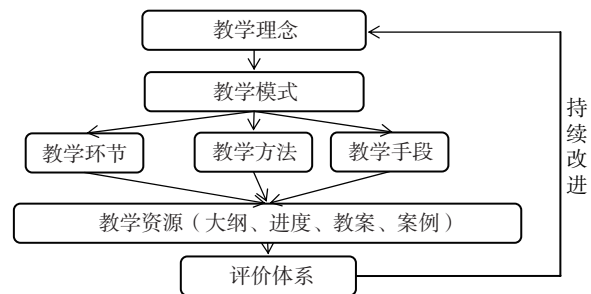 教学理念
教学模式
教学环节 教学方法 教学手段
教学资源（大纲、进度、教案、案例）
评价体系
持续改进